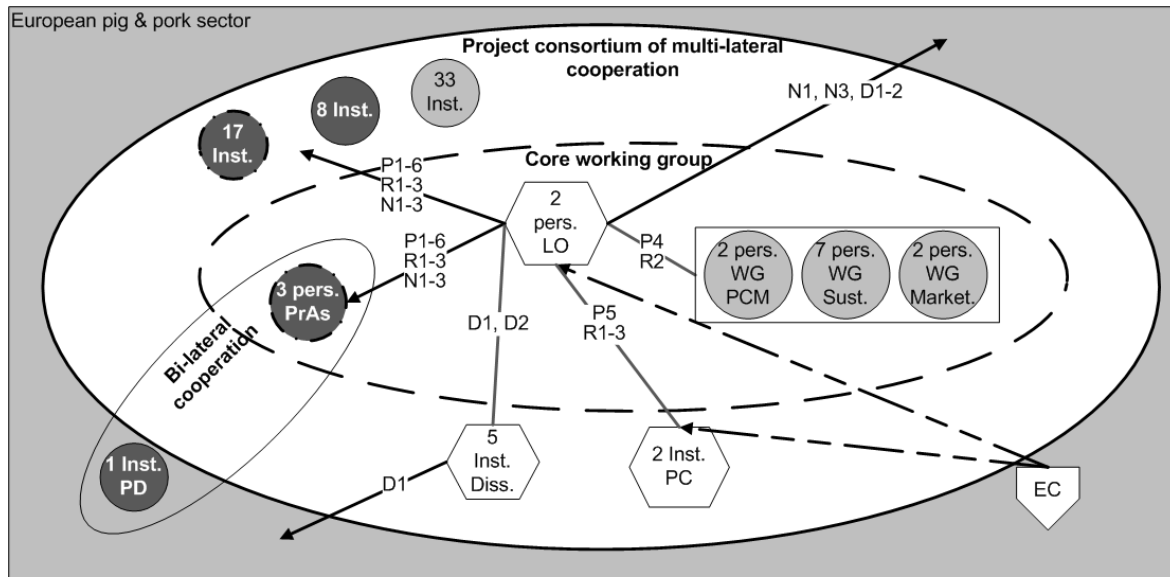 European pig & pork sector
Project consortium of multi-lateral
cooperation
33
Inst.
8 Inst.
17
Inst.
N1, N3, D1-2
Core working group
P1-6
R1-3
N1-3
2
pers.
LO
P1-6
R1-3
N1-3
P4
R2
2 pers.
WG
PCM
7 pers.
WG
Sust.
2 pers.
WG
Market.
3 pers.
PrAs
D1, D2
P5
R1-3
Bi-lateral
cooperation
1 Inst.
PD
5
Inst.
Diss.
2 Inst.
PC
D1
EC